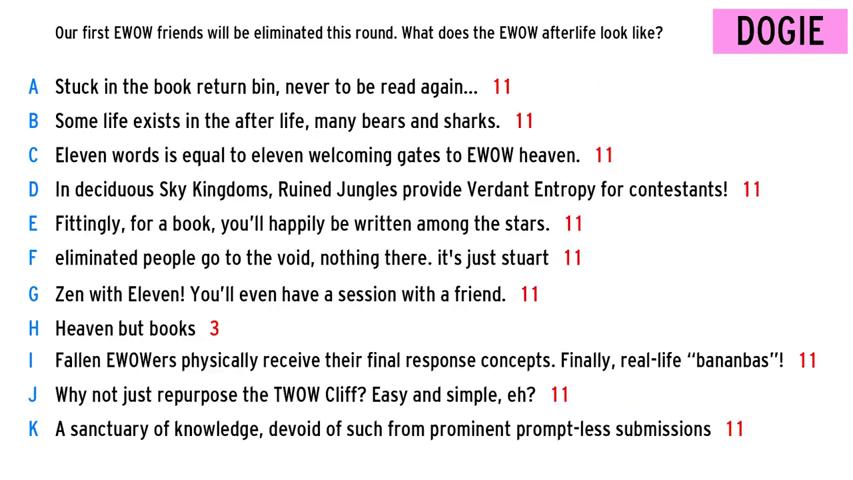 Our first EWOW friends will be eliminated this round. What does the EWOW afterlife look like?
DOGIE
A Stuck in the book return bin, never to be read again... 11
B Some life exists in the after life, many bears and sharks. 11
C Eleven words is equal to eleven welcoming gates to EWOW heaven. 11
D In deciduous Sky Kingdoms, Ruined Jungles provide Verdant Entropy for contestants! 11
E Fittingly, for a book, you'll happily be written among the stars. 11
F eliminated people go to the void, nothing there. it's just stuart 11
G Zen with Eleven! You'll even have a session with a friend. 11
H Heaven but books 3
I Fallen EWOWers physically receive their final response concepts. Finally, real-life “bananbas”! 11
J Why not just repurpose the TWOW Cliff? Easy and simple, eh? 11
K A sanctuary of knowledge, devoid of such from prominent prompt-less submissions 11